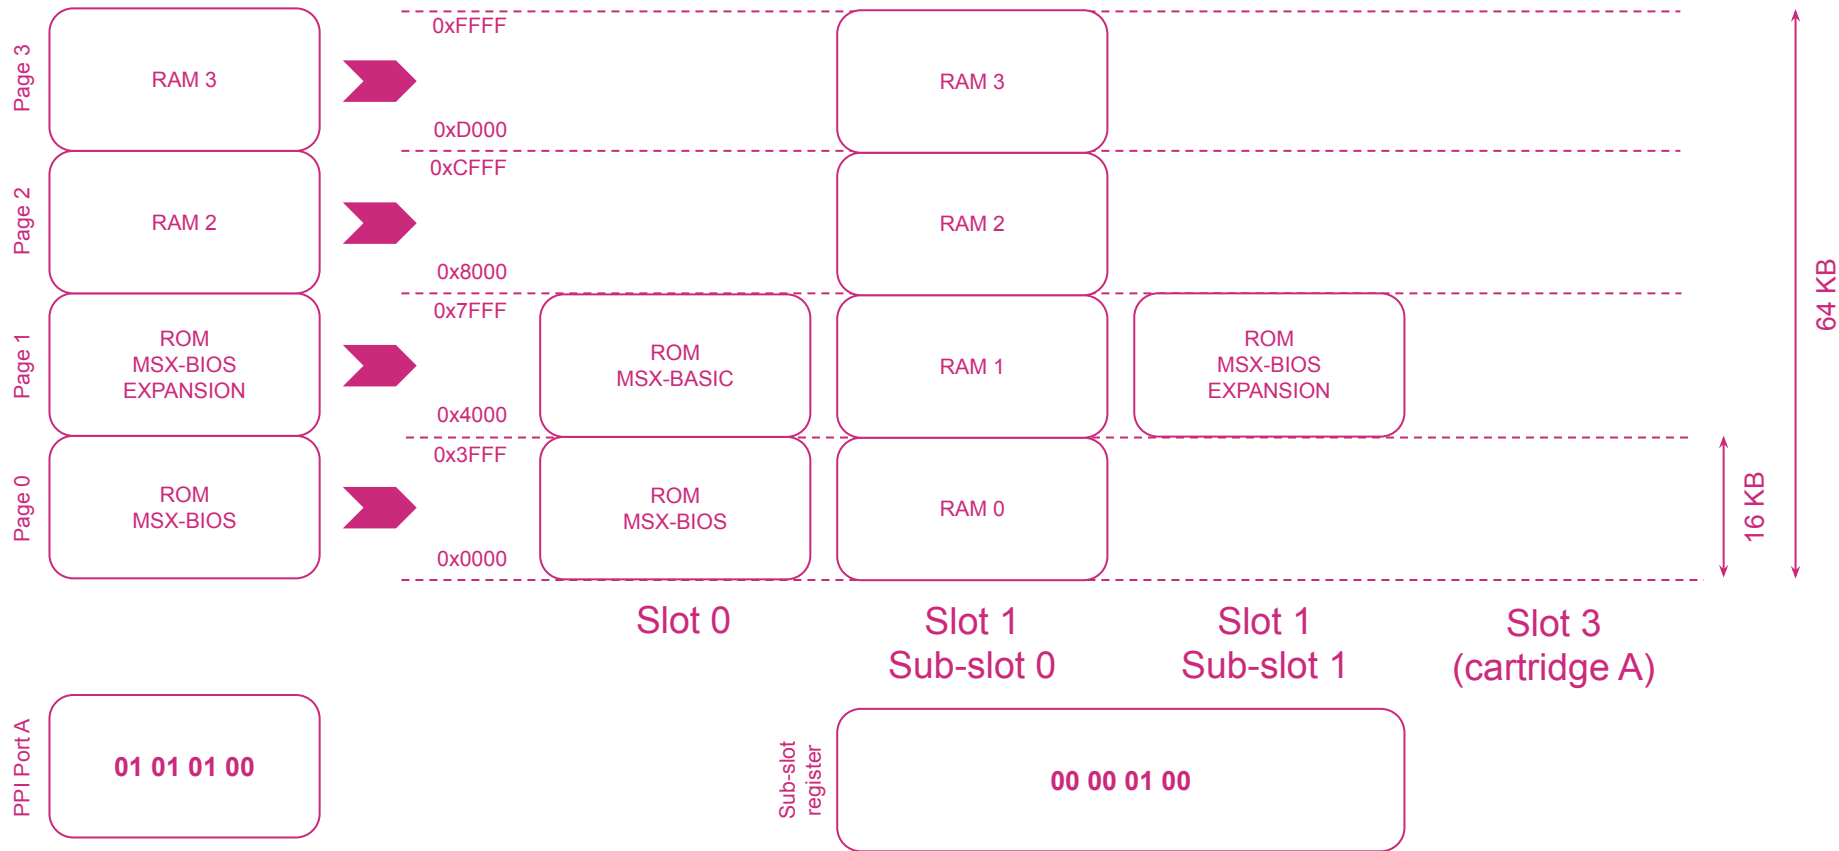 Page 3
RAM 3
0xFFFF
0xD000
RAM 3
Page 2
RAM 2
0xCFFF
0x8000
RAM 2
Page 1
ROM
MSX-BIOS
EXPANSION
0x7FFF
0x4000
ROM
MSX-BASIC
RAM 1
ROM
MSX-BIOS
EXPANSION
Page 0
ROM
MSX-BIOS
0x3FFF
0x0000
ROM
MSX-BIOS
RAM 0
16 KB
64 KB
Slot 0
Slot 1
Sub-slot 0
Slot 1
Sub-slot 1
Slot 3
(cartridge A)
PPI Port A
01 01 01 00
Sub-slot
register
00 00 01 00